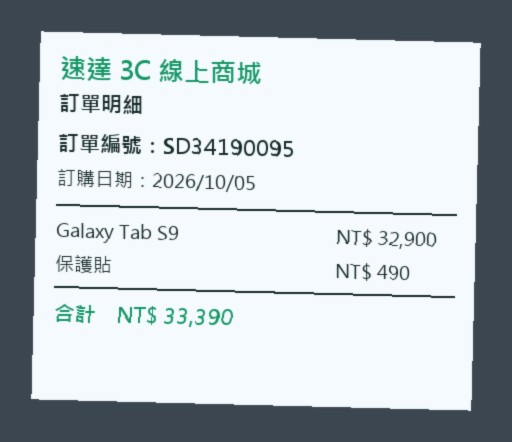 速達 3C 線上商城
訂單明細
訂單編號：SD34190095
訂購日期：2026/10/05
Galaxy Tab S9 NT$ 32,900
保護貼 NT$ 490
合計 NT$ 33,390